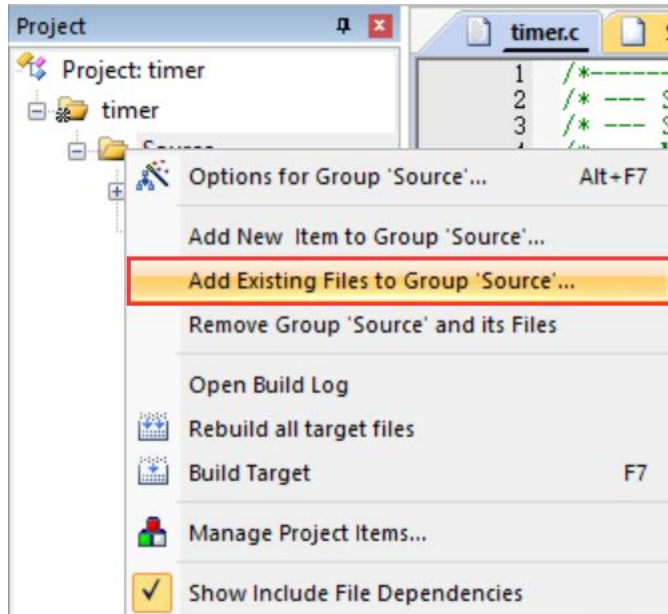 Project
timer.c
Project: timer
timer
1 /*------
2 /* --- S
3 /* --- S
Options for Group 'Source'... Alt+F7
Add New Item to Group 'Source'...
Add Existing Files to Group 'Source'...
Remove Group 'Source' and its Files
Open Build Log
Rebuild all target files
Build Target F7
Manage Project Items...
Show Include File Dependencies